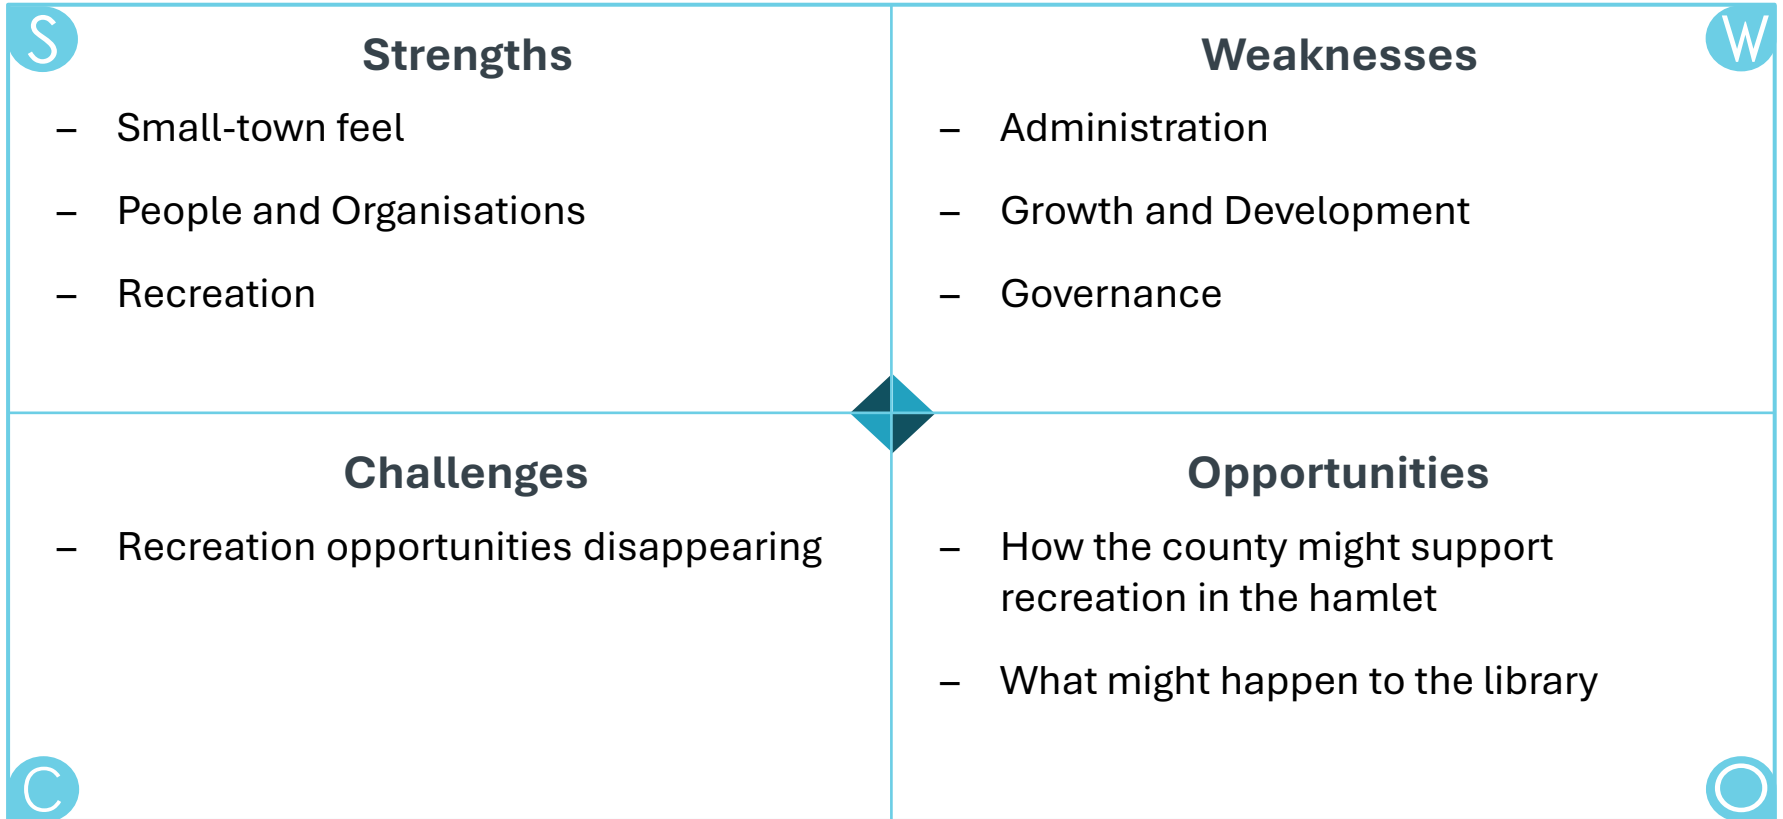 S
Strengths
– Small-town feel
– People and Organisations
– Recreation
W
Weaknesses
– Administration
– Growth and Development
– Governance
Challenges
– Recreation opportunities disappearing
C
Opportunities
– How the county might support
recreation in the hamlet
– What might happen to the library
O